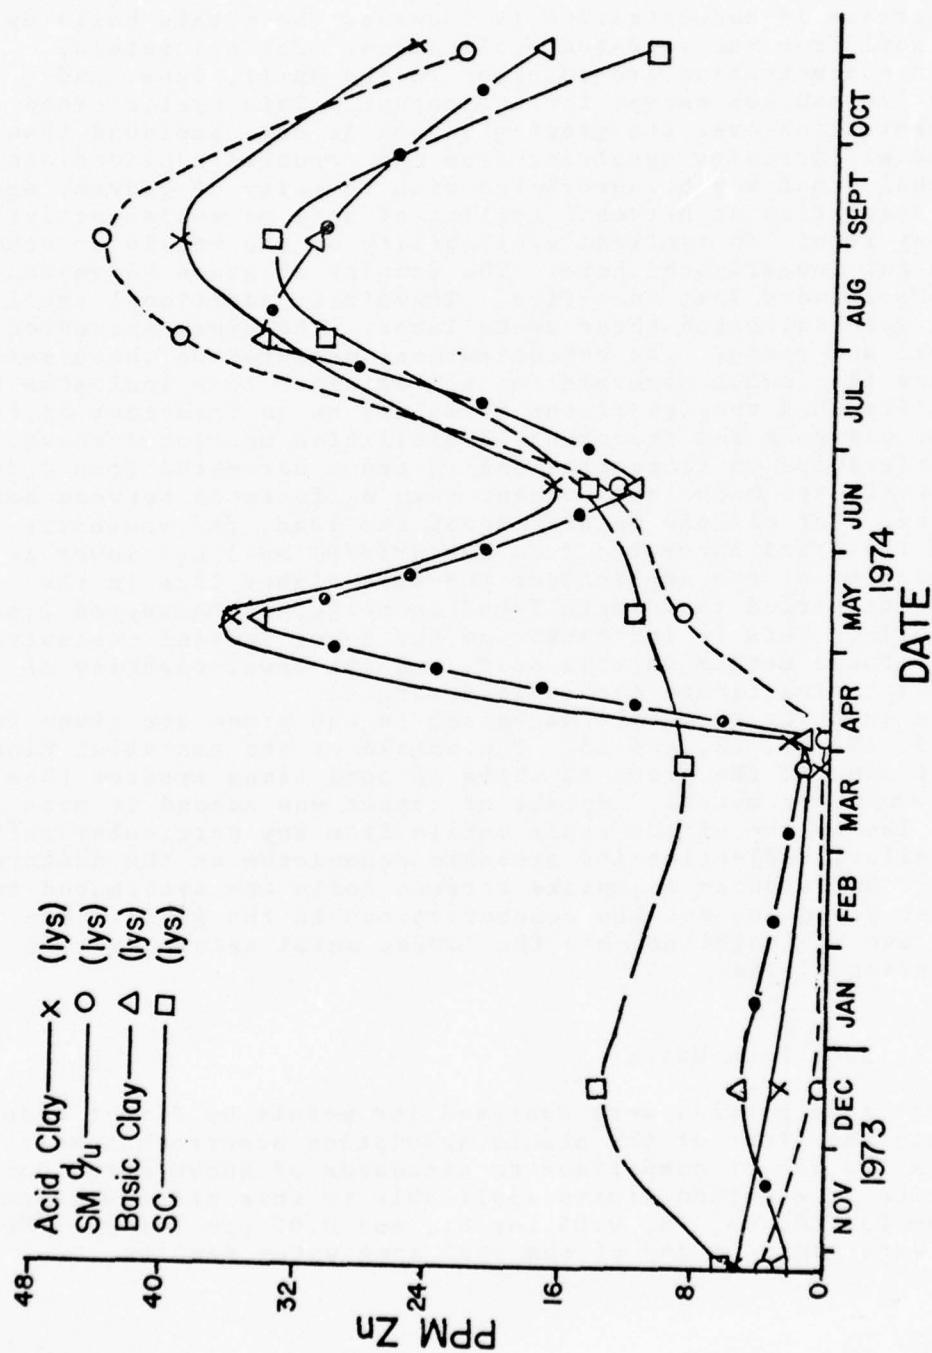 Acid Clay (lys)
SM (lys)
Basic Clay (lys)
SC (lys)
PPM Zn
48
40
32
24
16
8
0
NOV DEC JAN FEB MAR APR MAY JUN JUL AUG SEPT OCT
1973 1974
DATE